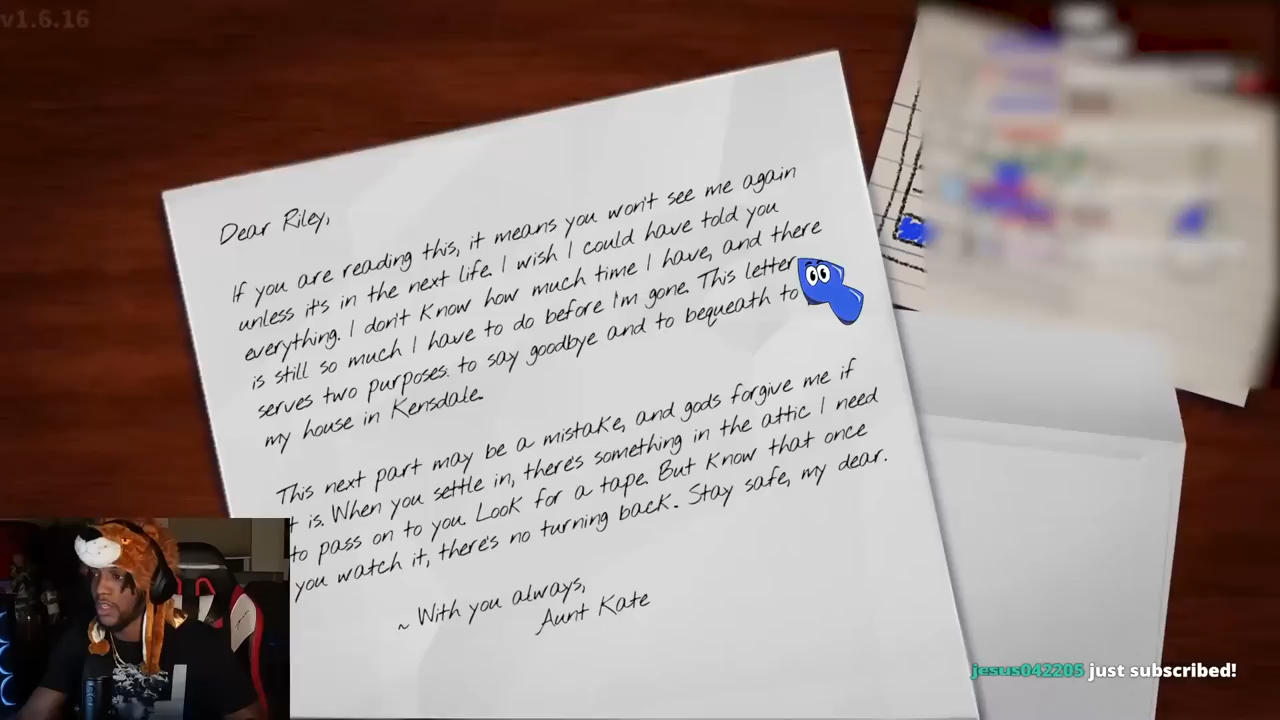 v1.6.16
Dear Riley,
If you are reading this, it means you won't see me again
unless it's in the next life. I wish I could have told you
everything. I don't know how much time I have, and there
is still so much I have to do before I'm gone. This letter
serves two purposes: to say goodbye and to bequeath to
my house in Kensdale.
This next part may be a mistake, and gods forgive me if
it is. When you settle in, there's something in the attic I need
to pass on to you. Look for a tape. But know that once
you watch it, there's no turning back. Stay safe, my dear.
~ With you always,
Aunt Kate
jesus042205 just subscribed!